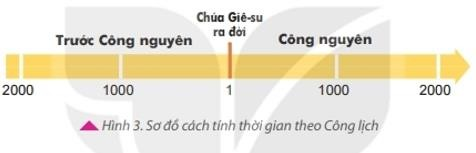 Chúa Giê-su
ra đời
Trước Công nguyên
Công nguyên
2000 1000 1 1000 2000
Hình 3. Sơ đồ cách tính thời gian theo Công lịch